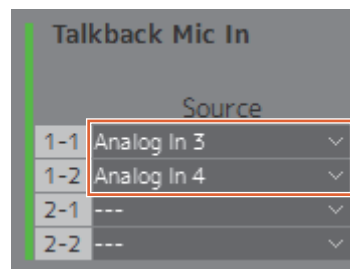 Talkback Mic In
Source
1-1 Analog In 3
1-2 Analog In 4
2-1 ---
2-2 ---